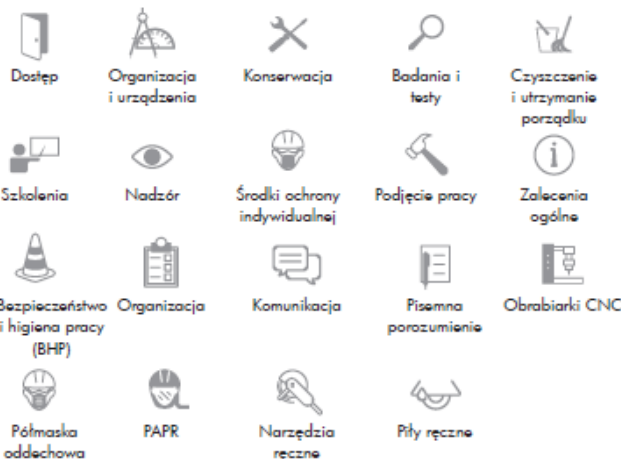 Dostęp
Organizacja
i urządzenia
Konserwacja
Badania i
testy
Czyszczenie
i utrzymanie
porządku
Szkolenia
Nadzór
Środki ochrony
indywidualnej
Podjęcie pracy
Zalecenia
ogólne
Bezpieczeństwo
i higiena pracy
(BHP)
Organizacja
Komunikacja
Pisemna
porozumienie
Obrabiarki CNC
Półmaska
oddechowa
PAPR
Narzędzia
ręczne
Piły ręczne